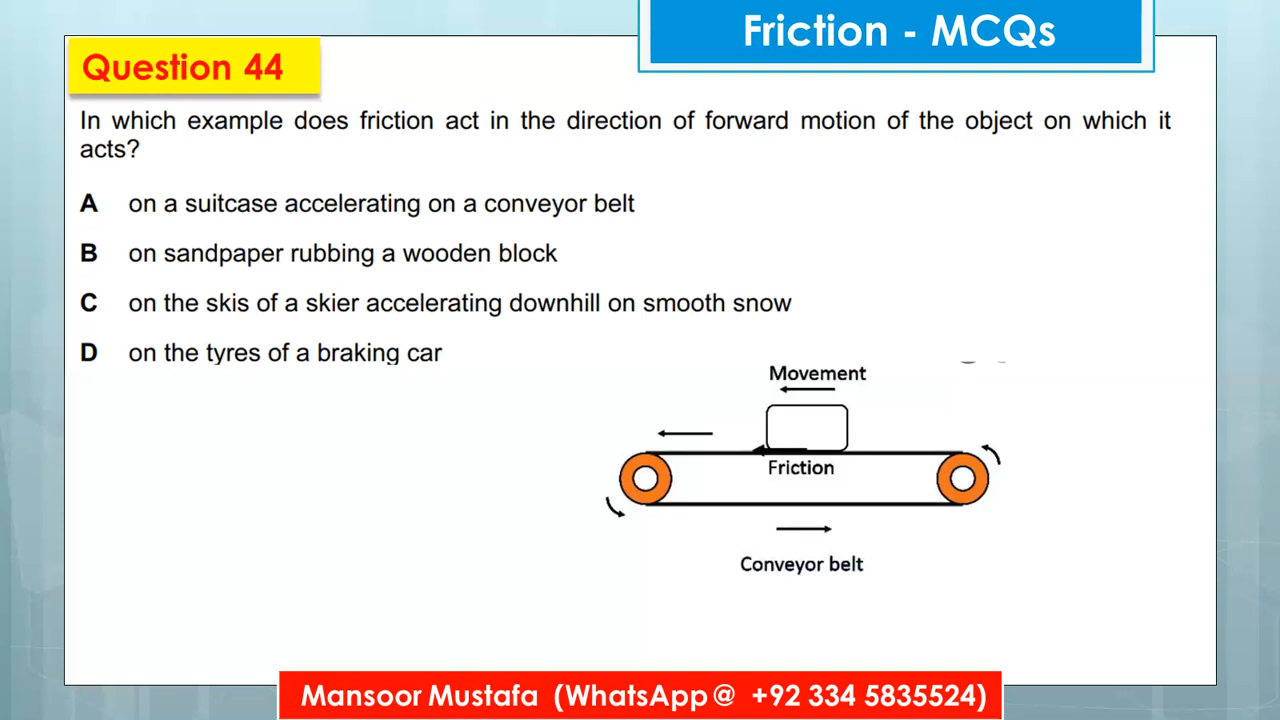 Friction - MCQs
Question 44
In which example does friction act in the direction of forward motion of the object on which it
acts?
A on a suitcase accelerating on a conveyor belt
B on sandpaper rubbing a wooden block
C on the skis of a skier accelerating downhill on smooth snow
D on the tyres of a braking car
Movement
Friction
Conveyor belt
Mansoor Mustafa (WhatsApp@ +92 334 5835524)